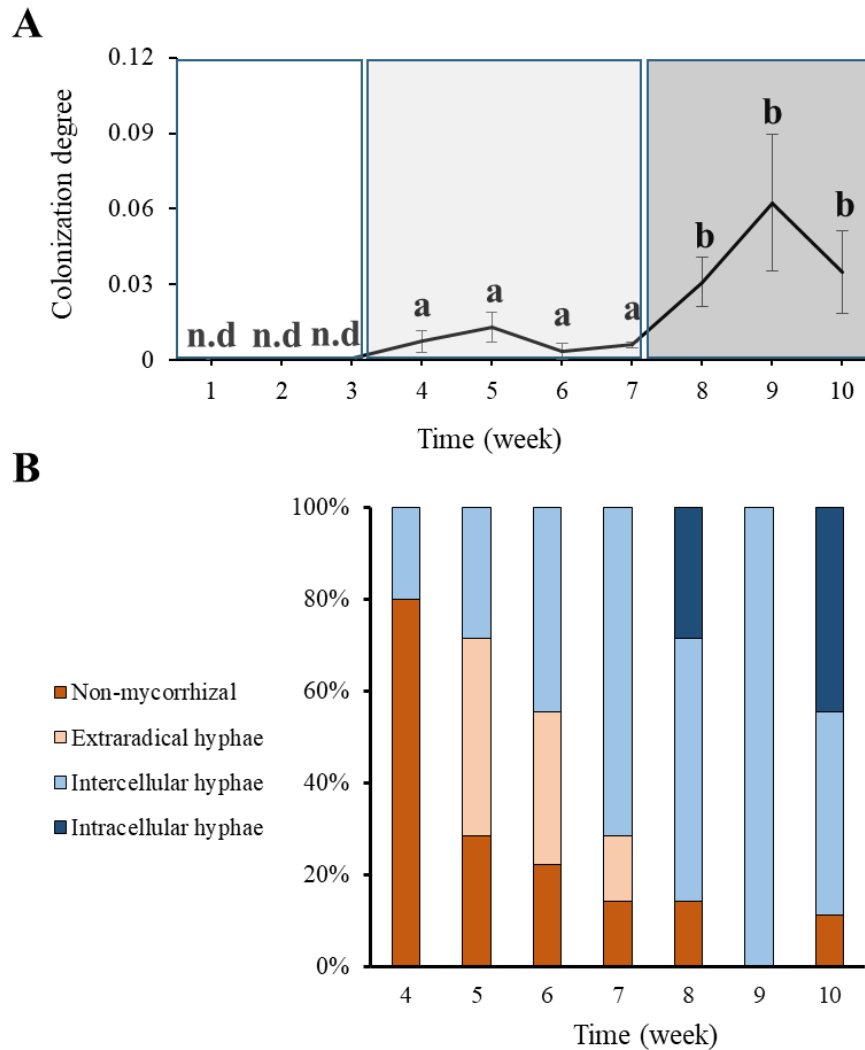 A
Colonization degree
0.12
0.09
0.06
0.03
0
n.d n.d n.d a a a a b b b
1 2 3 4 5 6 7 8 9 10
Time (week)
B
100%
80%
60%
40%
20%
0%
Non-mycorrhizal
Extraradical hyphae
Intercellular hyphae
Intracellular hyphae
4 5 6 7 8 9 10
Time (week)